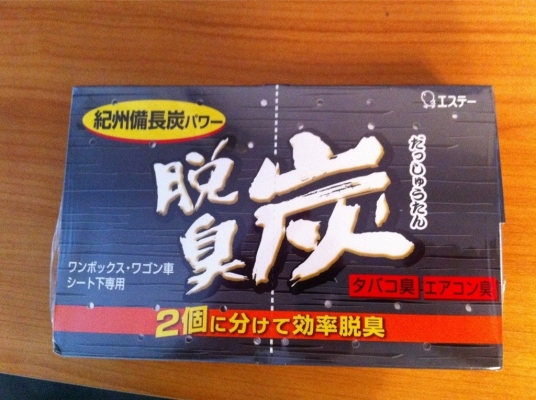 エステー
紀州備長炭パワー
脱臭炭
だっしゅうたん
ワンボックス・ワゴン車
シート下専用
タバコ臭 エアコン臭
2個に分けて効率脱臭